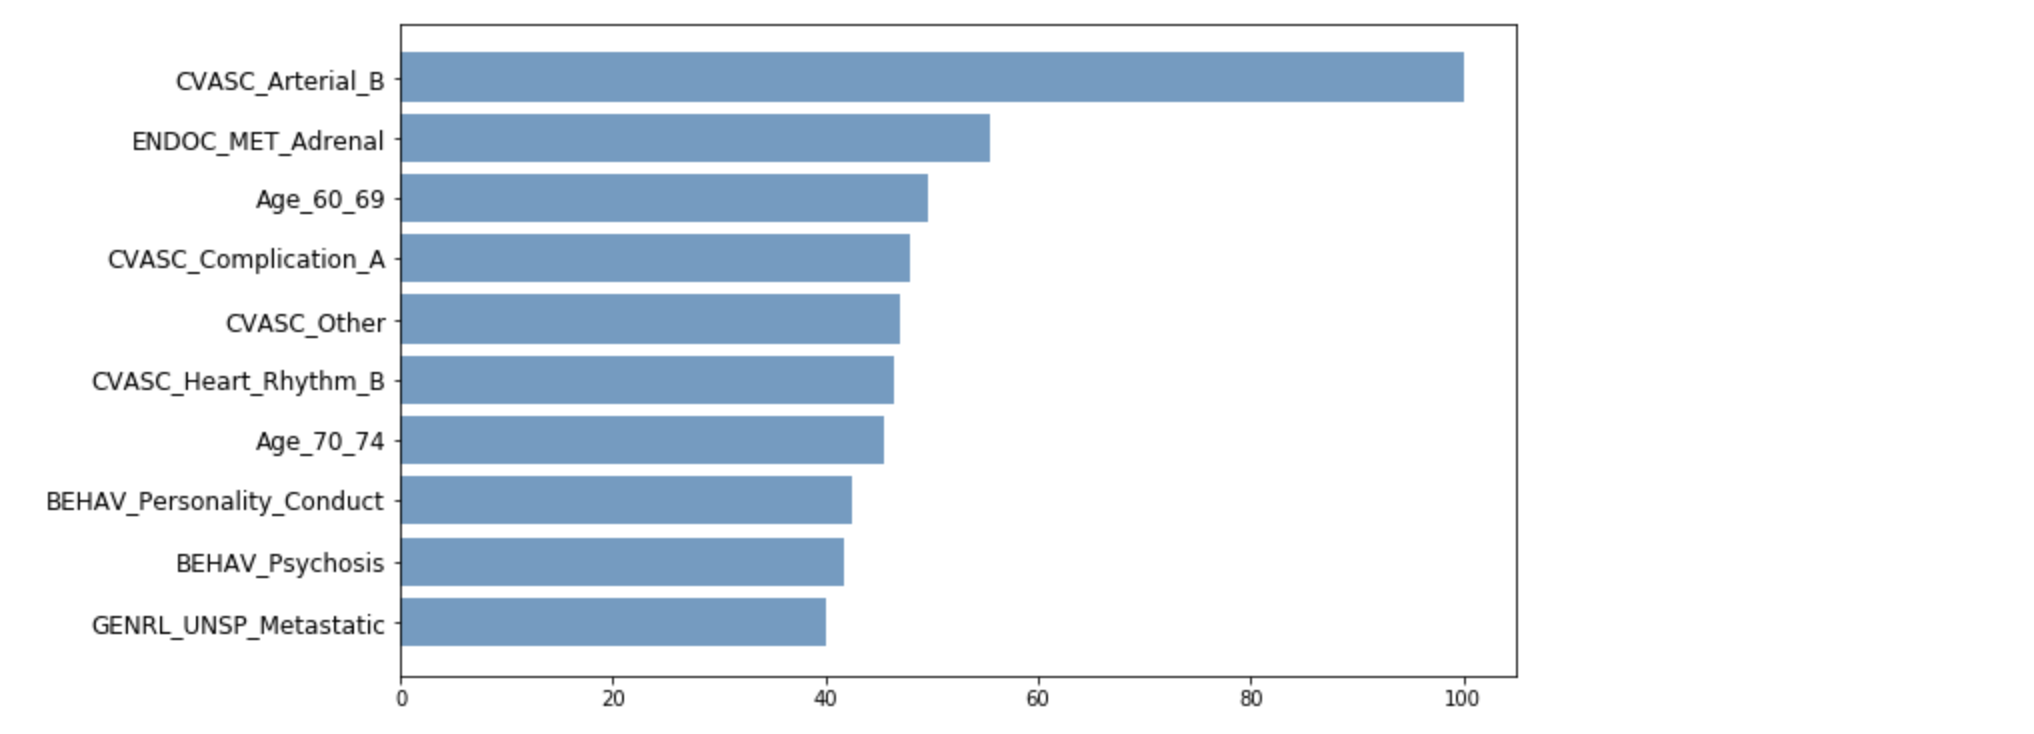 CVASC_Arterial_B
ENDOC_MET_Adrenal
Age_60_69
CVASC_Complication_A
CVASC_Other
CVASC_Heart_Rhythm_B
Age_70_74
BEHAV_Personality_Conduct
BEHAV_Psychosis
GENRL_UNSP_Metastatic
0 20 40 60 80 100